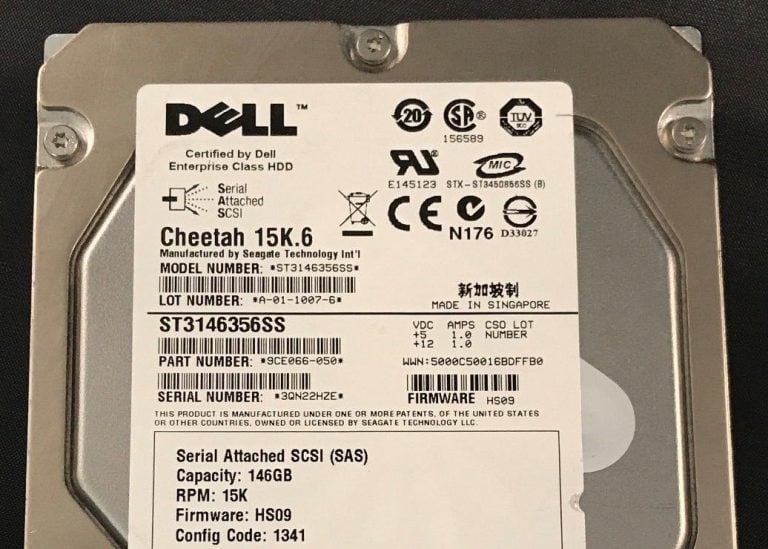 DELL™
Certified by Dell
Enterprise Class HDD
Serial
Attached
SCSI
20
SA®
156589
TUV
UR®
E145123
MIC
STX-ST3450856SS (B)
CE
N176
D33027
Cheetah 15K.6
Manufactured by Seagate Technology Int'l
MODEL NUMBER: *ST3146356SS*
LOT NUMBER: *A-01-1007-6*
新加坡制
MADE IN SINGAPORE
ST3146356SS
PART NUMBER: *9CE066-050*
SERIAL NUMBER: *3QN22HZE*
VDC AMPS CSO LOT
+5 1.0 NUMBER
+12 1.0
WWN:5000C50016BDFFB0
FIRMWARE HS09
THIS PRODUCT IS MANUFACTURED UNDER ONE OR MORE PATENTS, OF THE UNITED STATES
OR OTHER COUNTRIES, OWNED OR LICENSED BY SEAGATE TECHNOLOGY LLC.
Serial Attached SCSI (SAS)
Capacity: 146GB
RPM: 15K
Firmware: HS09
Config Code: 1341